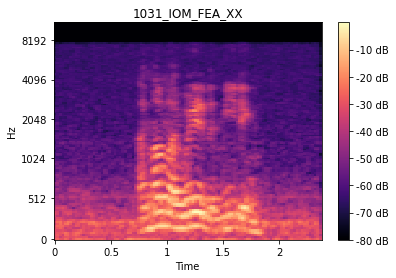 1031_IOM_FEA_XX
8192
4096
2048
1024
512
0
Hz
0
0.5
1
1.5
2
Time
-10 dB
-20 dB
-30 dB
-40 dB
-50 dB
-60 dB
-70 dB
-80 dB